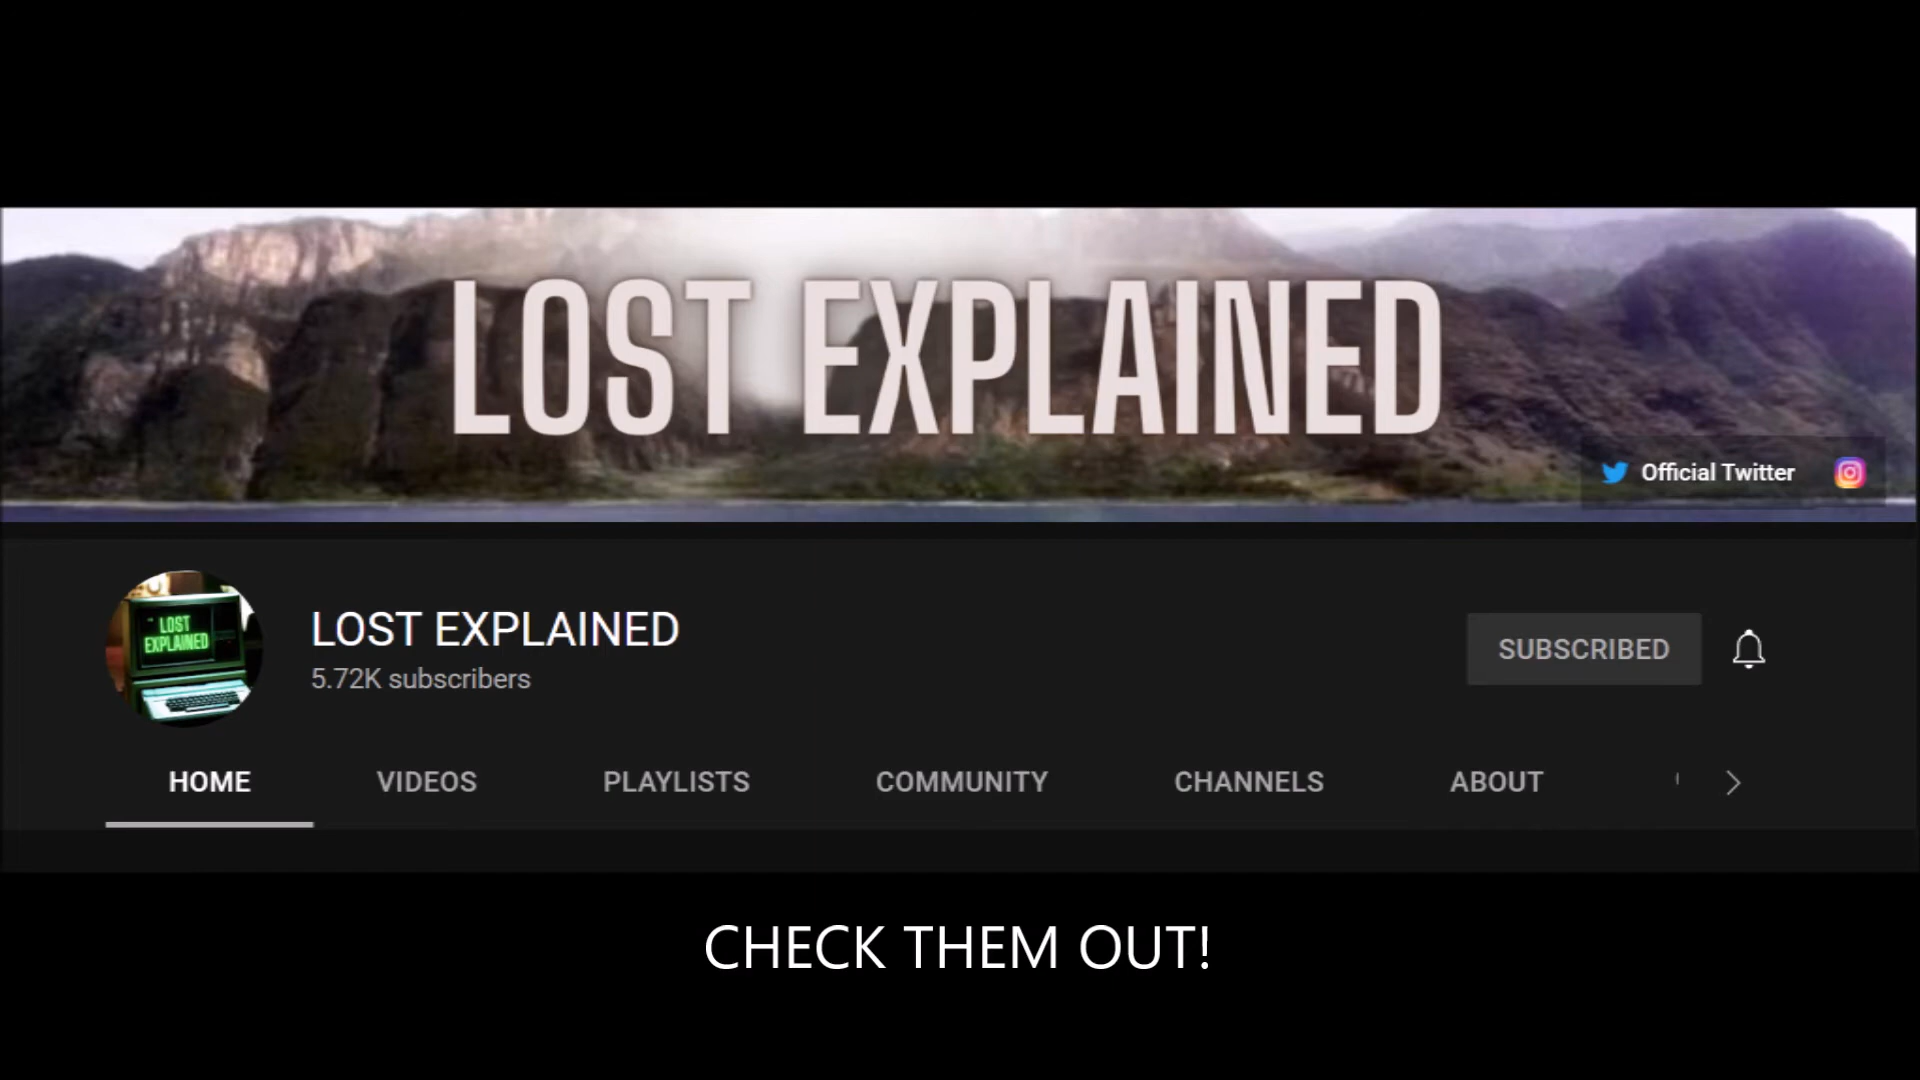 LOST EXPLAINED
Official Twitter
LOST
EXPLAINED
LOST EXPLAINED
5.72K subscribers
SUBSCRIBED
HOME VIDEOS PLAYLISTS COMMUNITY CHANNELS ABOUT
CHECK THEM OUT!